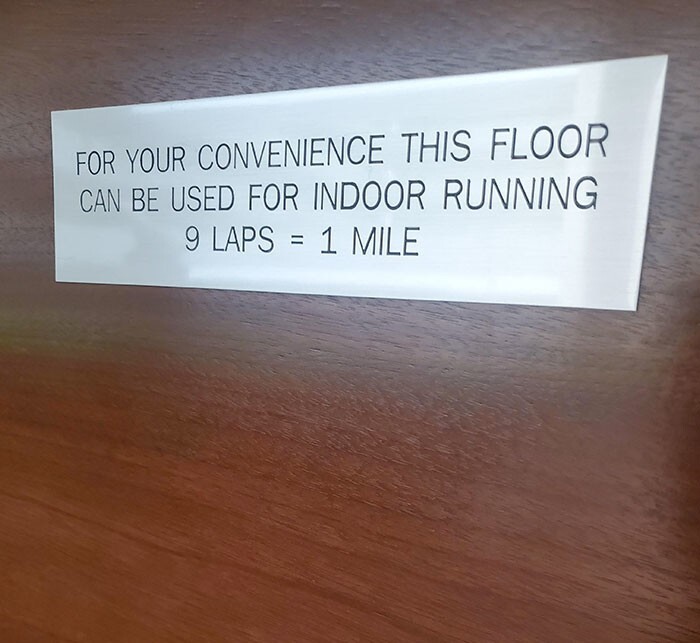 FOR YOUR CONVENIENCE THIS FLOOR
CAN BE USED FOR INDOOR RUNNING
9 LAPS = 1 MILE